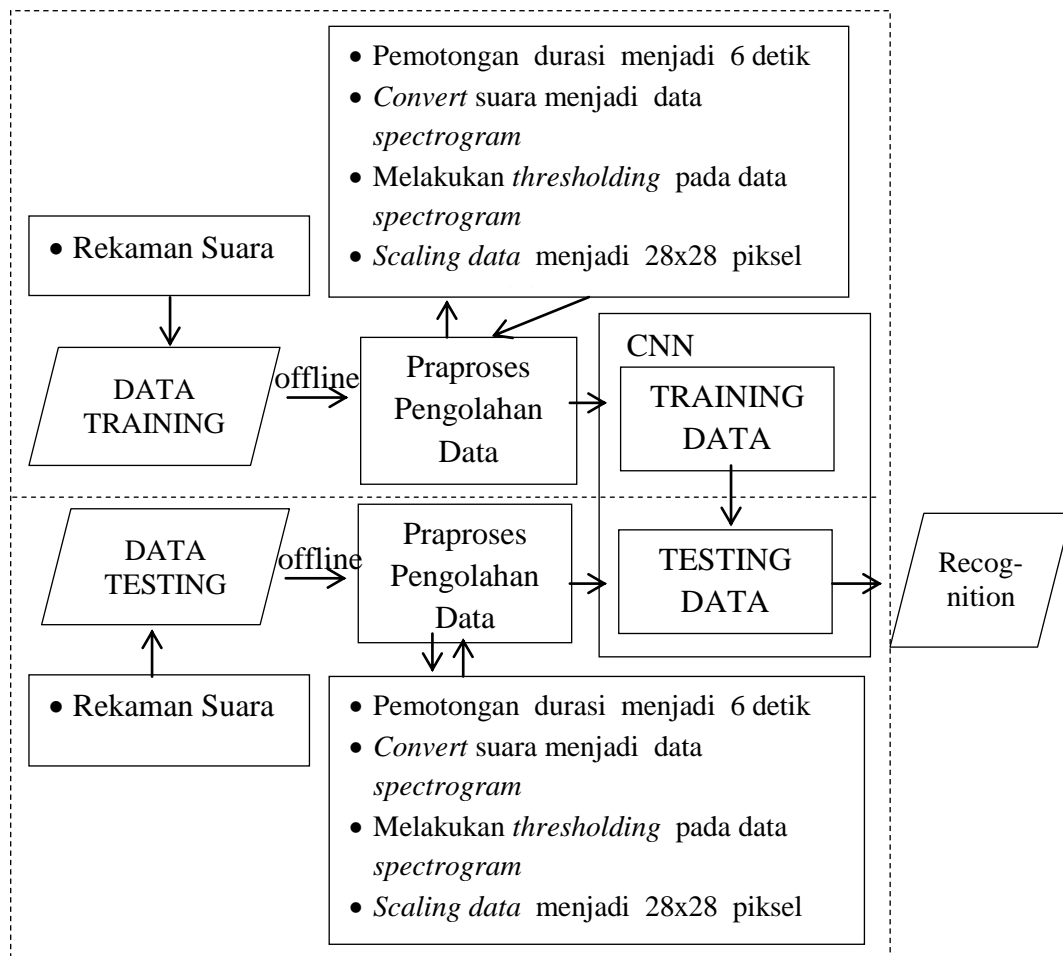 • Pemotongan durasi menjadi 6 detik
• Convert suara menjadi data
spectrogram
• Melakukan thresholding pada data
spectrogram
• Scaling data menjadi 28x28 piksel
• Rekaman Suara
DATA
TRAINING
offline
Praproses
Pengolahan
Data
CNN
TRAINING
DATA
DATA
TESTING
offline
Praproses
Pengolahan
Data
TESTING
DATA
Recog-
nition
• Rekaman Suara
• Pemotongan durasi menjadi 6 detik
• Convert suara menjadi data
spectrogram
• Melakukan thresholding pada data
spectrogram
• Scaling data menjadi 28x28 piksel